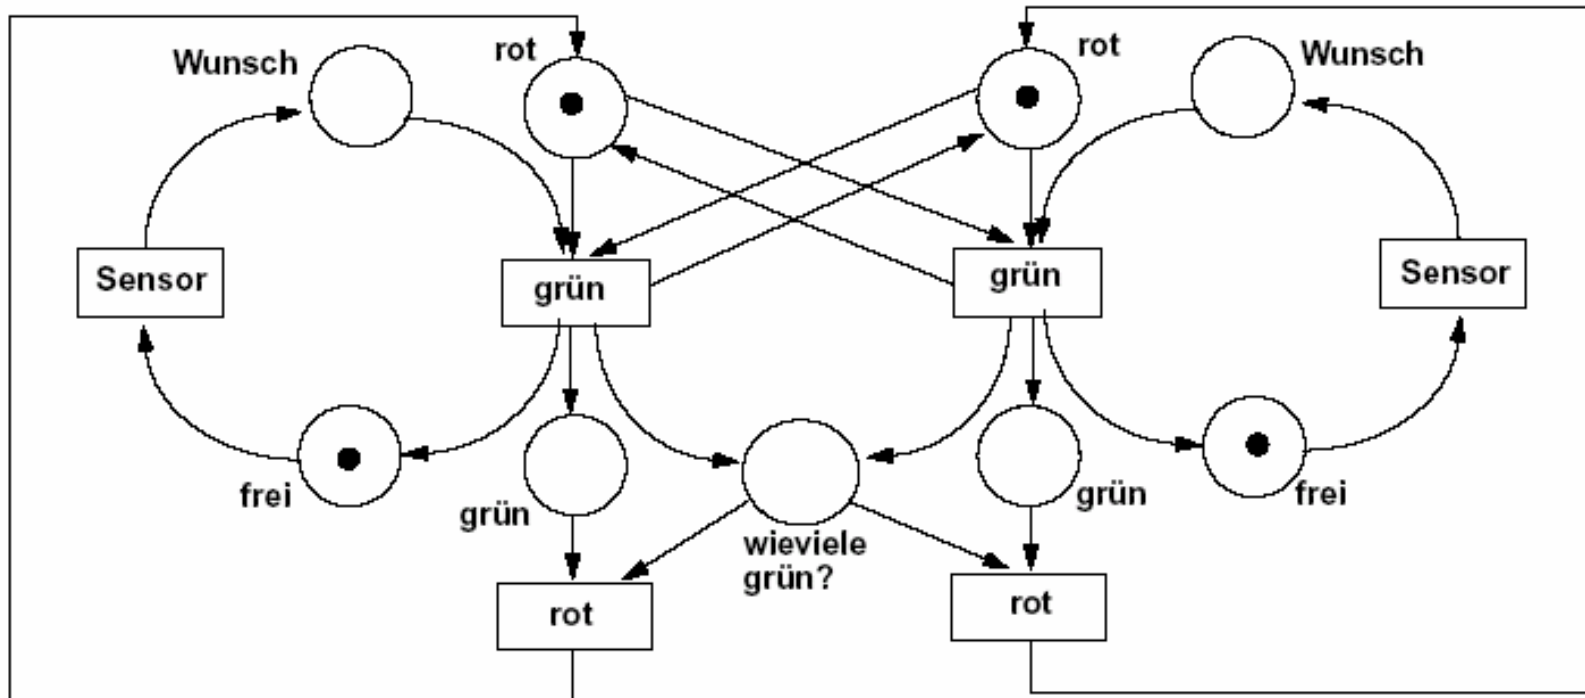 Wunsch
rot
rot
Wunsch
Sensor
grün
grün
Sensor
frei
grün
wieviele
grün?
grün
frei
rot
rot